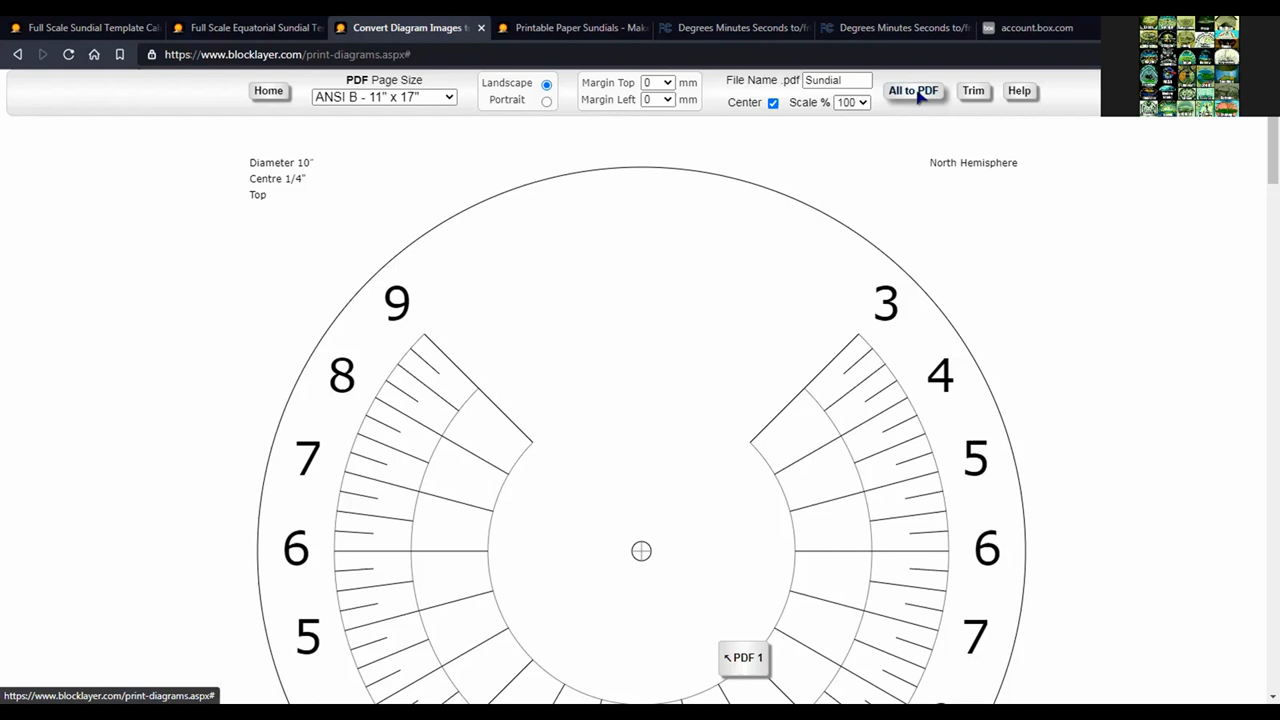 Full Scale Sundial Template Cal
Full Scale Equatorial Sundial Te
Convert Diagram Images to
Printable Paper Sundials - Mak
Degrees Minutes Seconds to/fr
Degrees Minutes Seconds to/fr
account.box.com
https://www.blocklayer.com/print-diagrams.aspx#
Home
PDF Page Size
ANSI B - 11" x 17"
Landscape
Portrait
Margin Top 0 mm
Margin Left 0 mm
File Name .pdf Sundial
Center Scale % 100
All to PDF
Trim
Help
Diameter 10"
Centre 1/4"
Top
North Hemisphere
9 3
8 4
7 5
6 6
5 7
PDF 1
https://www.blocklayer.com/print-diagrams.aspx#